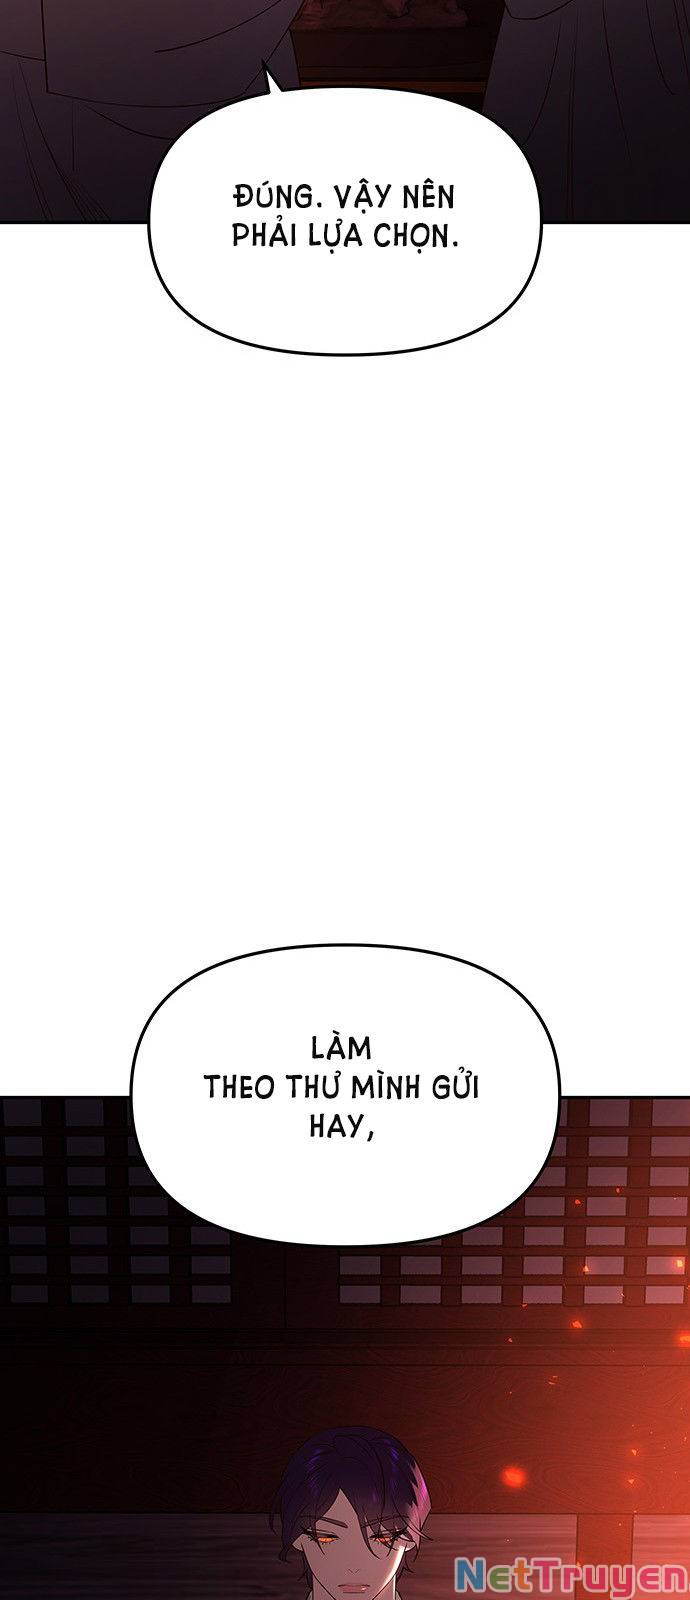 ĐÚNG. VẬY NÊN
PHẢI LỰA CHỌN.
LÀM
THEO THƯ MÌNH GỬI
HAY,
NetTruyen